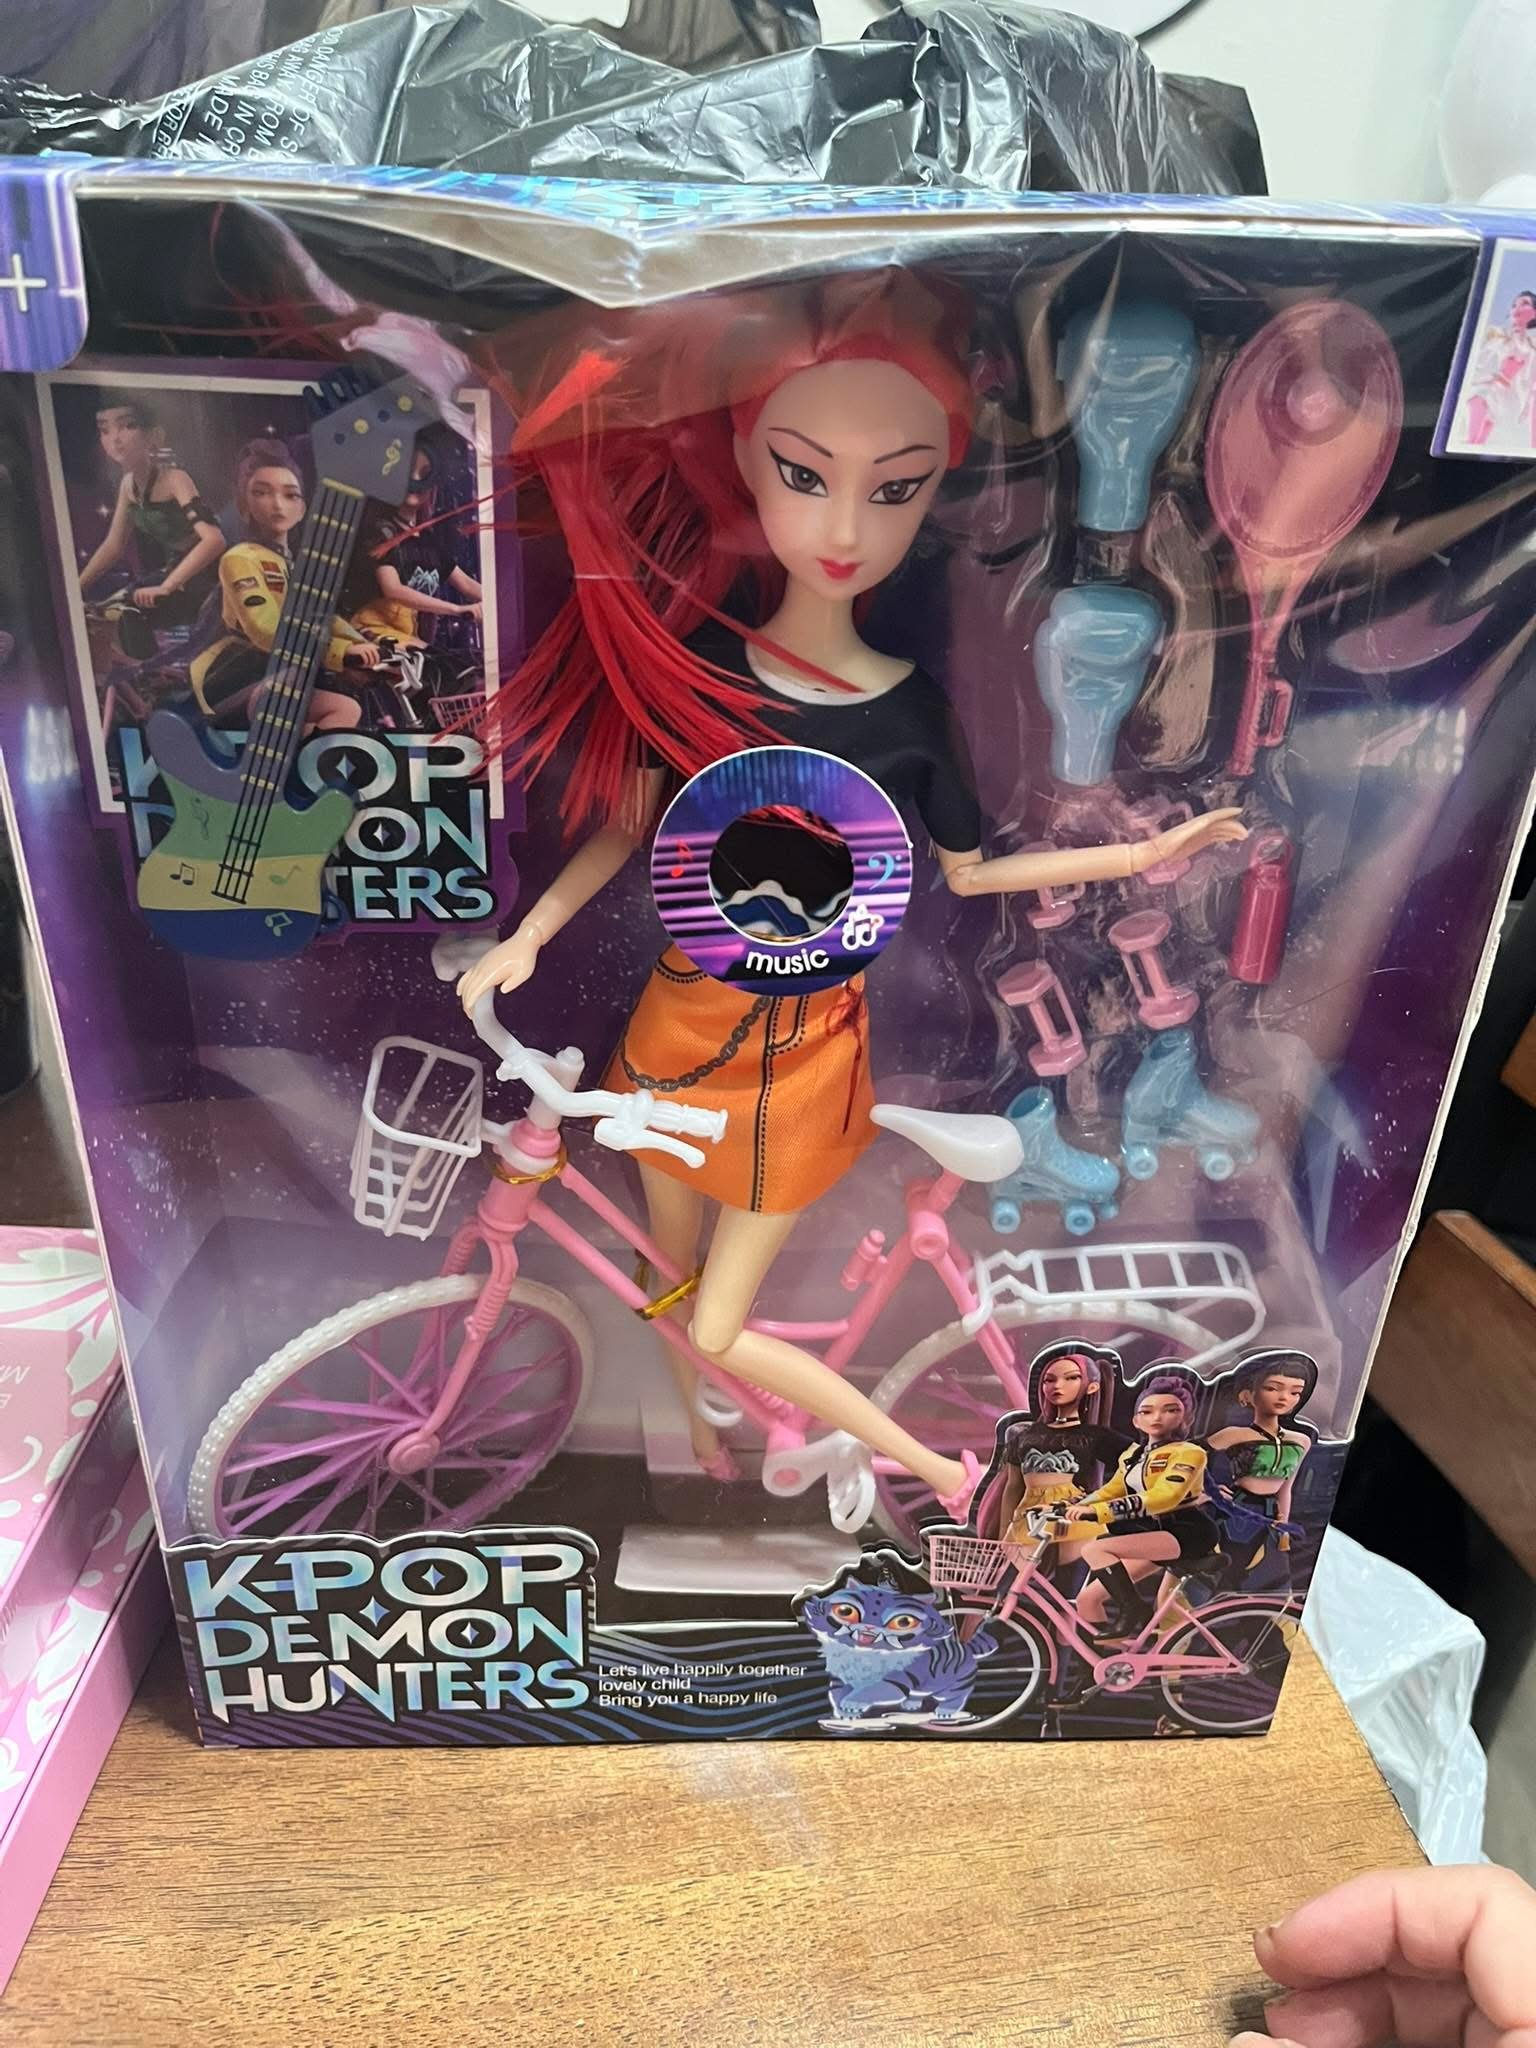 K-POP
DEMON
HUNTERS
music
K-POP
DEMON
HUNTERS
Let's live happily together
lovely child
Bring you a happy life